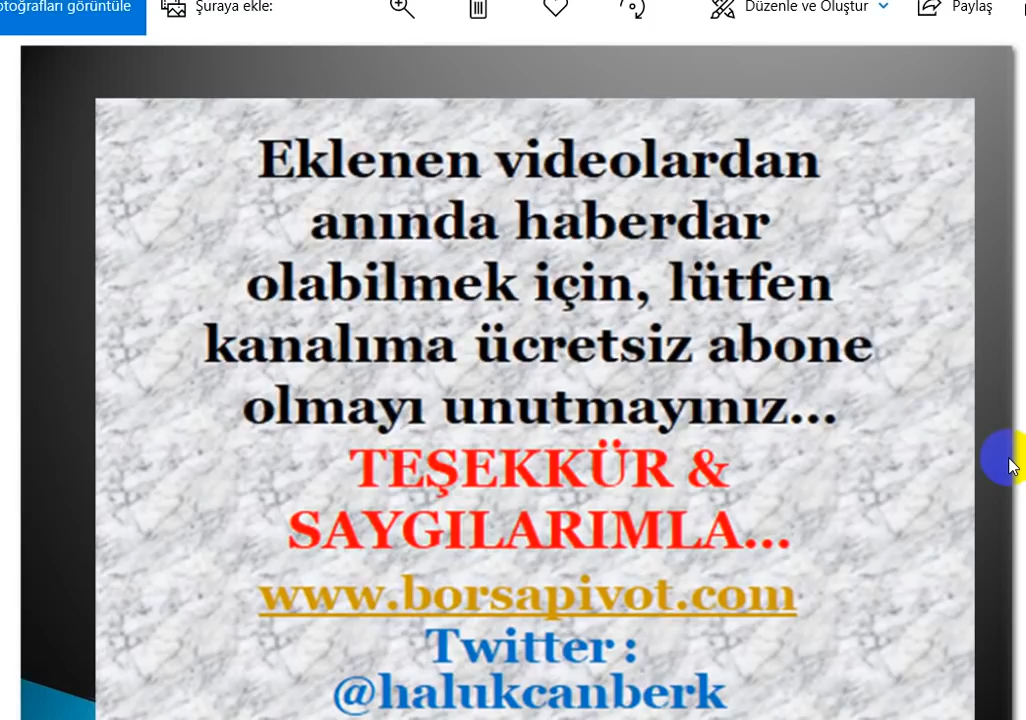 otoğrafları görüntüle Şuraya ekle: Düzenle ve Oluştur Paylaş
Eklenen videolardan
anında haberdar
olabilmek için, lütfen
kanalıma ücretsiz abone
olmayı unutmayınız...
TEŞEKKÜR &
SAYGILARIMLA...
www.borsapivot.com
Twitter :
@halukcanberk